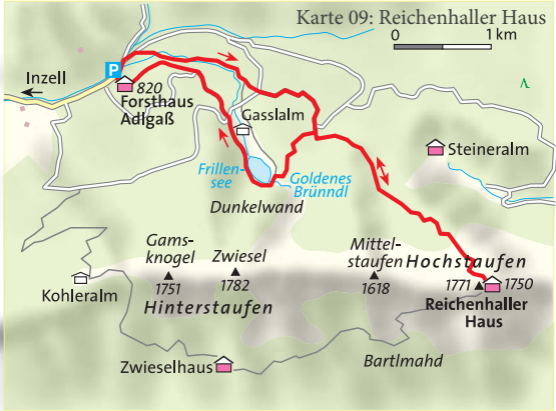 Karte 09: Reichenhaller Haus
0
1 km
P
Inzell
820
Forsthaus
Adlgaß
Gasslalm
Steineralm
Frillen-
see
Goldenes
Brünndl
Dunkelwand
Gams-
knogel
1751
Zwiesel
1782
Mittel-
staufen
1618
Hochstaufen
1771
1750
Reichenhaller
Haus
Kohleralm
Hinterstaufen
Zwieselhaus
Bartlmahd